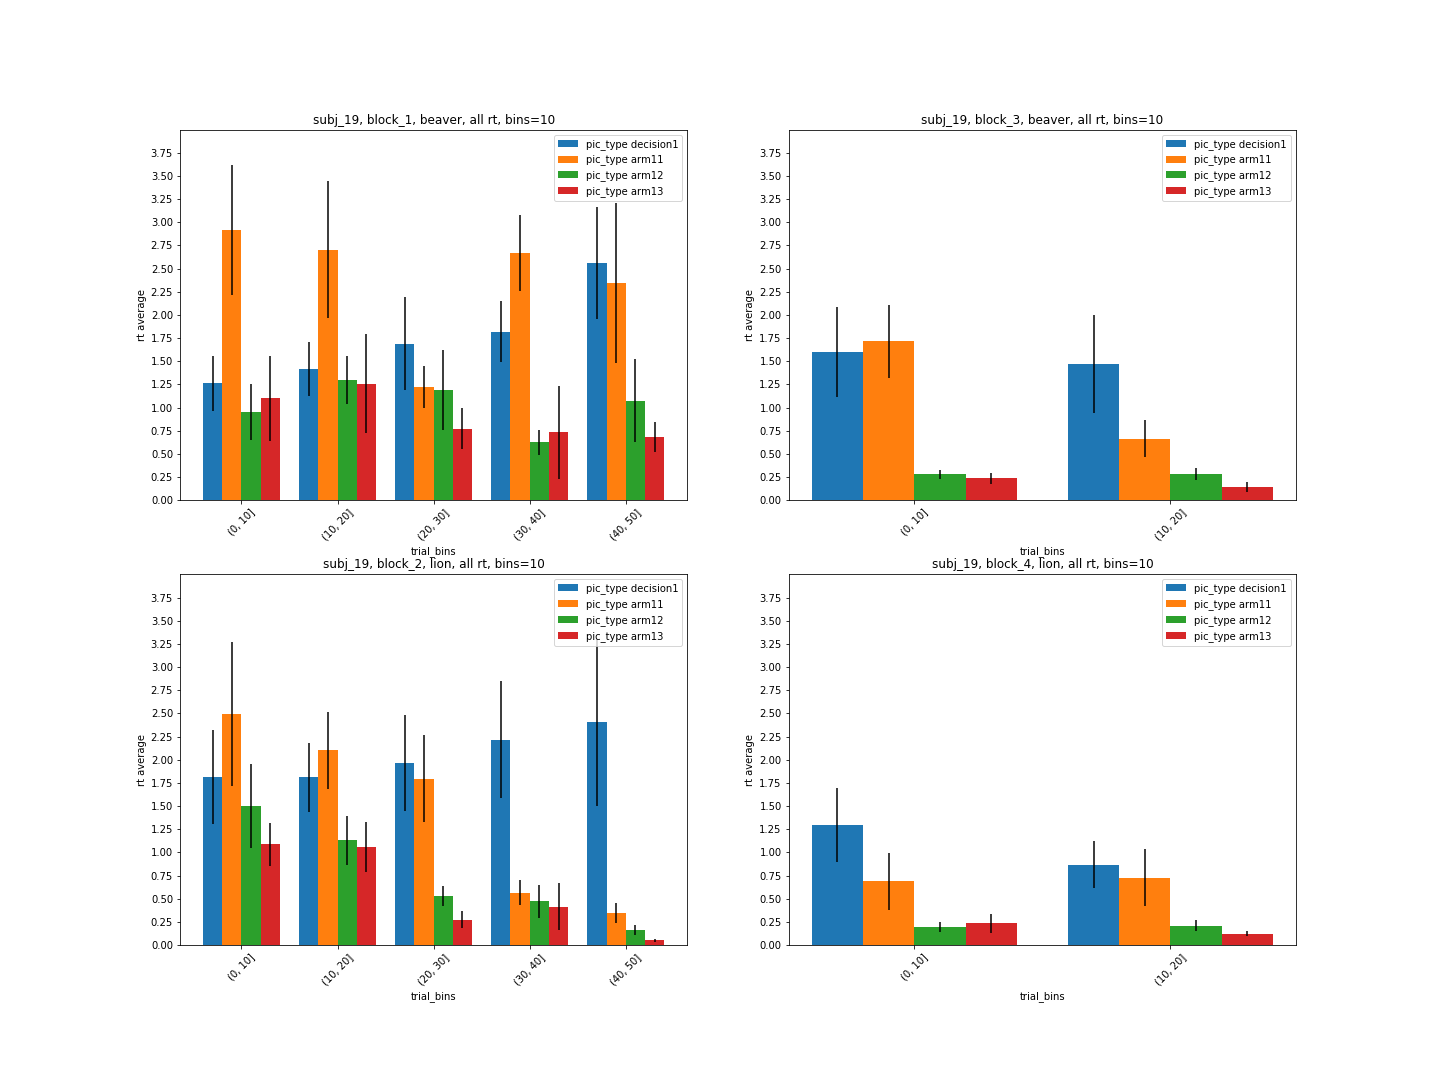 subj_19, block_1, beaver, all rt, bins=10
pic_type decision1
pic_type arm11
pic_type arm12
pic_type arm13
3.75
3.50
3.25
3.00
2.75
2.50
2.25
2.00
1.75
1.50
1.25
1.00
0.75
0.50
0.25
0.00
rt average
(0, 10]
(10, 20]
(20, 30]
(30, 40]
(40, 50]
trial_bins
subj_19, block_3, beaver, all rt, bins=10
pic_type decision1
pic_type arm11
pic_type arm12
pic_type arm13
3.75
3.50
3.25
3.00
2.75
2.50
2.25
2.00
1.75
1.50
1.25
1.00
0.75
0.50
0.25
0.00
rt average
(0, 10]
(10, 20]
trial_bins
subj_19, block_2, lion, all rt, bins=10
pic_type decision1
pic_type arm11
pic_type arm12
pic_type arm13
3.75
3.50
3.25
3.00
2.75
2.50
2.25
2.00
1.75
1.50
1.25
1.00
0.75
0.50
0.25
0.00
rt average
(0, 10]
(10, 20]
(20, 30]
(30, 40]
(40, 50]
trial_bins
subj_19, block_4, lion, all rt, bins=10
pic_type decision1
pic_type arm11
pic_type arm12
pic_type arm13
3.75
3.50
3.25
3.00
2.75
2.50
2.25
2.00
1.75
1.50
1.25
1.00
0.75
0.50
0.25
0.00
rt average
(0, 10]
(10, 20]
trial_bins